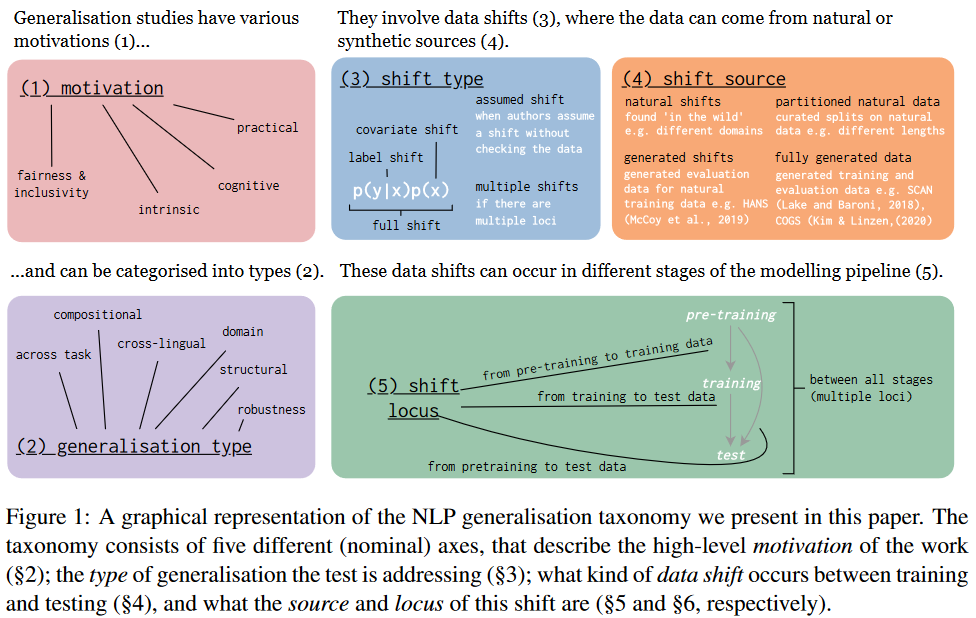 Generalisation studies have various
motivations (1)...
They involve data shifts (3), where the data can come from natural or
synthetic sources (4).
(1) motivation
practical
cognitive
intrinsic
fairness &
inclusivity
(3) shift type
assumed shift
when authors assume
a shift without
checking the data
covariate shift
label shift
p(y|x)p(x)
full shift
multiple shifts
if there are
multiple loci
(4) shift source
natural shifts
found 'in the wild'
e.g. different domains
partitioned natural data
curated splits on natural
data e.g. different lengths
generated shifts
generated evaluation
data for natural
training data e.g. HANS
(McCoy et al., 2019)
fully generated data
generated training and
evaluation data e.g. SCAN
(Lake and Baroni, 2018),
COGS (Kim & Linzen,(2020)
...and can be categorised into types (2).
These data shifts can occur in different stages of the modelling pipeline (5).
compositional
across task
cross-lingual
domain
structural
robustness
(2) generalisation type
pre-training
from pre-training to training data
(5) shift
locus
training
from training to test data
between all stages
(multiple loci)
test
from pretraining to test data
Figure 1: A graphical representation of the NLP generalisation taxonomy we present in this paper. The
taxonomy consists of five different (nominal) axes, that describe the high-level motivation of the work
(§2); the type of generalisation the test is addressing (§3); what kind of data shift occurs between training
and testing (§4), and what the source and locus of this shift are (§5 and §6, respectively).